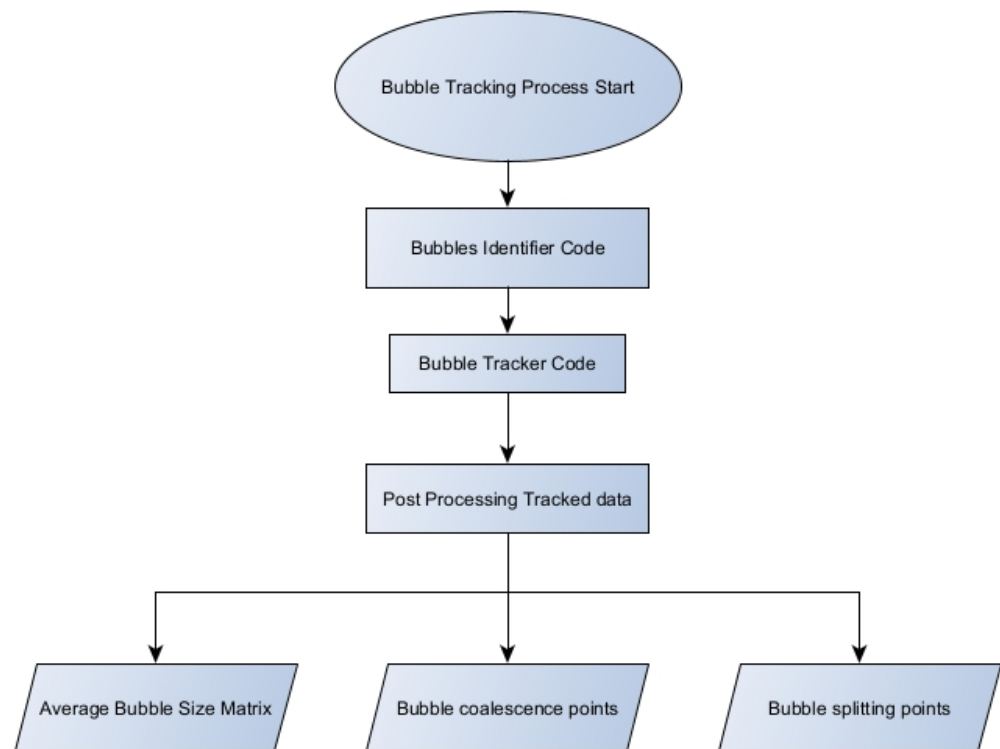 Bubble Tracking Process Start
Bubbles Identifier Code
Bubble Tracker Code
Post Processing Tracked data
Average Bubble Size Matrix
Bubble coalescence points
Bubble splitting points